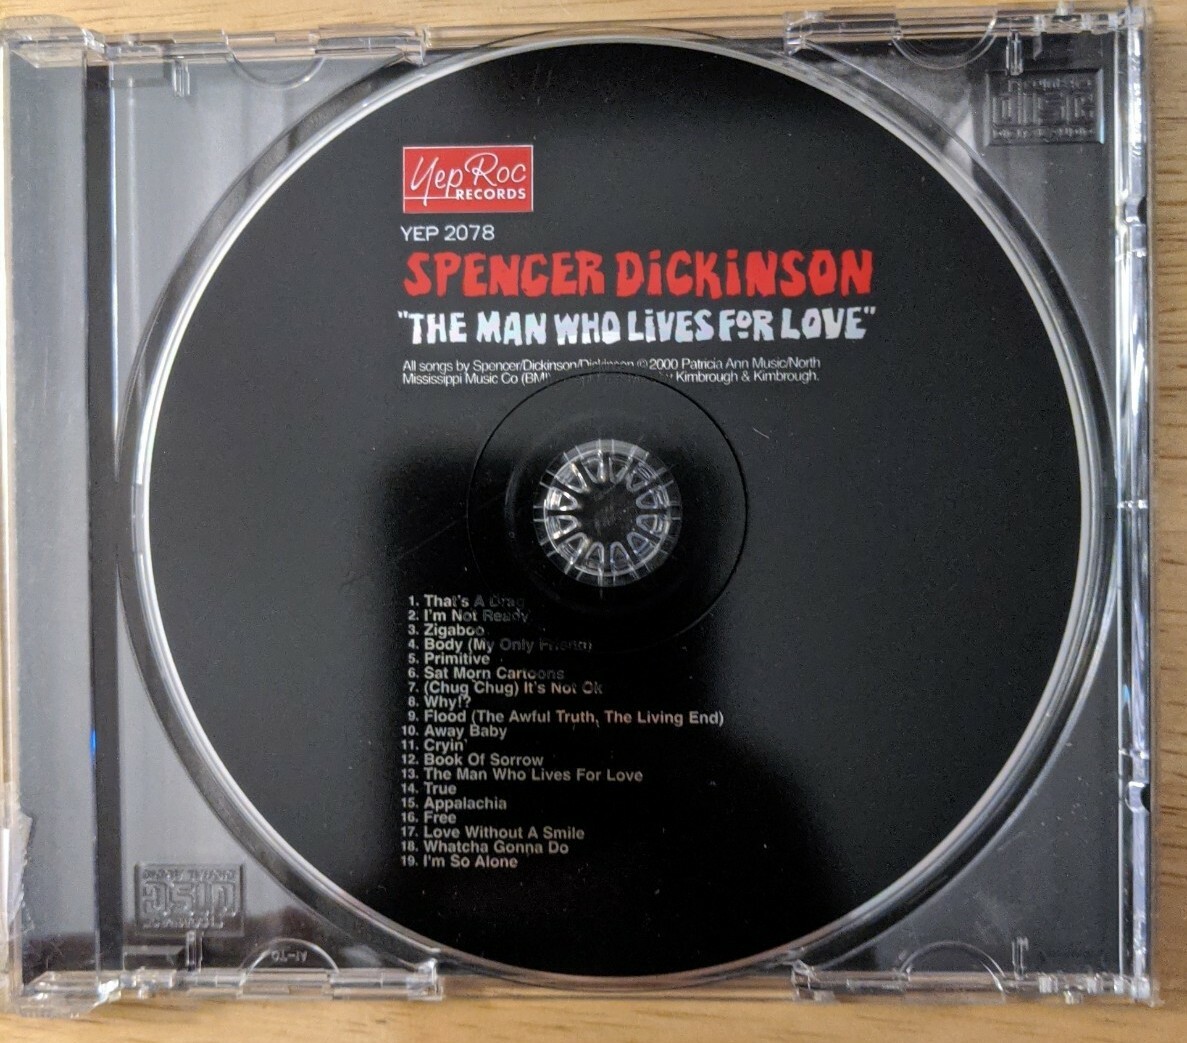 Yep Roc
RECORDS
YEP 2078
SPENCER DiCKiNSON
"THE MAN WHO LiVES FOR LOVE"
All songs by Spencer/Dickinson/Dickinson © 2000 Patricia Ann Music/North
Mississippi Music Co (BMI) by Kimbrough & Kimbrough.
1. That's A Drag
2. I'm Not Ready
3. Zigaboo
4. Body (My Only Friend)
5. Primitive
6. Sat Morn Cartoons
7. (Chug Chug) It's Not Ok
8. Why!?
9. Flood (The Awful Truth, The Living End)
10. Away Baby
11. Cryin'
12. Book Of Sorrow
13. The Man Who Lives For Love
14. True
15. Appalachia
16. Free
17. Love Without A Smile
18. Whatcha Gonna Do
19. I'm So Alone
disc
disc